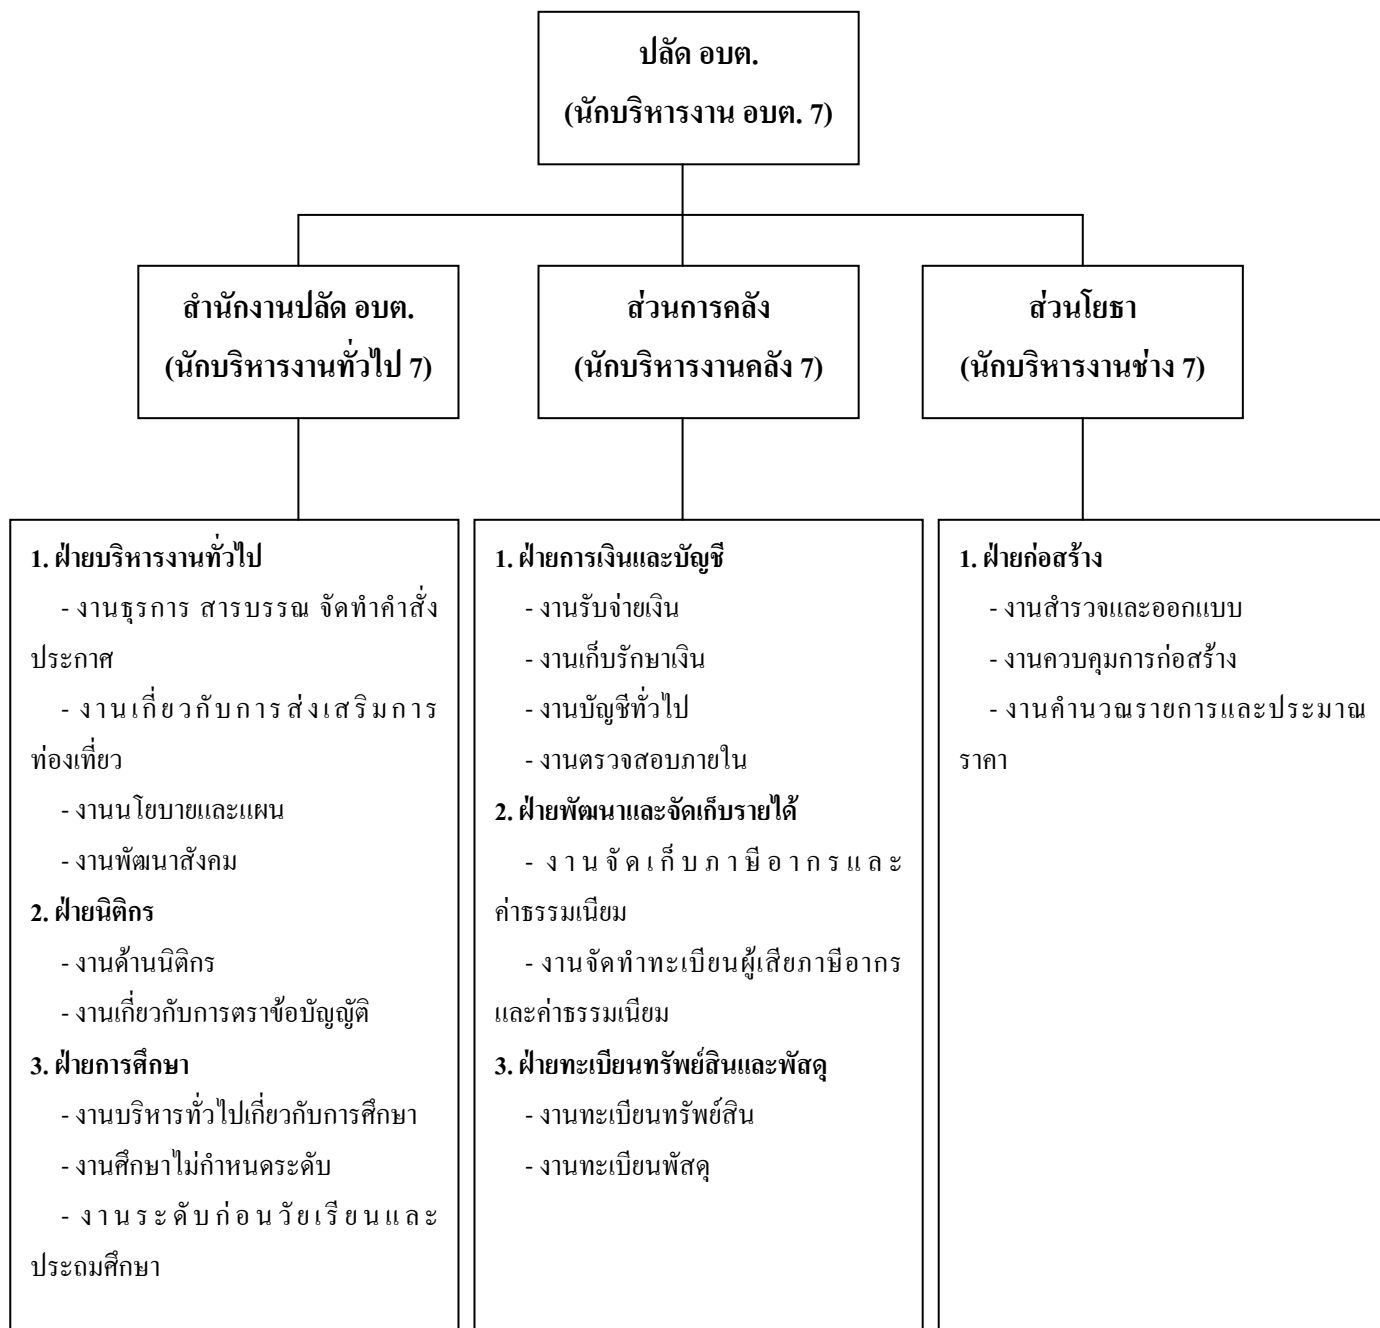 ปลัด อบต.
(นักบริหารงาน อบต. 7)
สำนักงานปลัด อบต.
(นักบริหารงานทั่วไป 7)
ส่วนการคลัง
(นักบริหารงานคลัง 7)
ส่วนโยธา
(นักบริหารงานช่าง 7)
1. ฝ่ายบริหารงานทั่วไป
- งานธุรการ สารบรรณ จัดทำคำสั่ง
ประกาศ
- งานเกี่ยวกับการส่งเสริมการ
ท่องเที่ยว
- งานนโยบายและแผน
- งานพัฒนาสังคม
2. ฝ่ายนิติกร
- งานด้านนิติกร
- งานเกี่ยวกับการตราข้อบัญญัติ
3. ฝ่ายการศึกษา
- งานบริหารทั่วไปเกี่ยวกับการศึกษา
- งานศึกษาไม่กำหนดระดับ
- งานระดับก่อนวัยเรียนและ
ประถมศึกษา
1. ฝ่ายการเงินและบัญชี
- งานรับจ่ายเงิน
- งานเก็บรักษาเงิน
- งานบัญชีทั่วไป
- งานตรวจสอบภายใน
2. ฝ่ายพัฒนาและจัดเก็บรายได้
- งานจัดเก็บภาษีอากรและ
ค่าธรรมเนียม
- งานจัดทำทะเบียนผู้เสียภาษีอากร
และค่าธรรมเนียม
3. ฝ่ายทะเบียนทรัพย์สินและพัสดุ
- งานทะเบียนทรัพย์สิน
- งานทะเบียนพัสดุ
1. ฝ่ายก่อสร้าง
- งานสำรวจและออกแบบ
- งานควบคุมการก่อสร้าง
- งานคำนวณรายการและประมาณ
ราคา